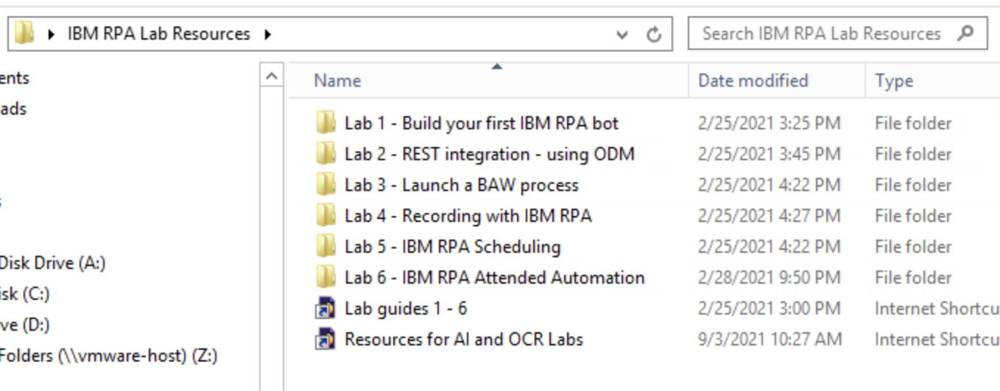 IBM RPA Lab Resources
Search IBM RPA Lab Resources
ents
ads
s
Disk Drive (A:)
isk (C:)
ve (D:)
Folders (\\vmware-host) (Z:)
Name Date modified Type
Lab 1 - Build your first IBM RPA bot 2/25/2021 3:25 PM File folder
Lab 2 - REST integration - using ODM 2/25/2021 3:45 PM File folder
Lab 3 - Launch a BAW process 2/25/2021 4:22 PM File folder
Lab 4 - Recording with IBM RPA 2/25/2021 4:27 PM File folder
Lab 5 - IBM RPA Scheduling 2/25/2021 4:22 PM File folder
Lab 6 - IBM RPA Attended Automation 2/28/2021 9:50 PM File folder
Lab guides 1 - 6 2/25/2021 3:00 PM Internet Shortcu
Resources for AI and OCR Labs 9/3/2021 10:27 AM Internet Shortcu